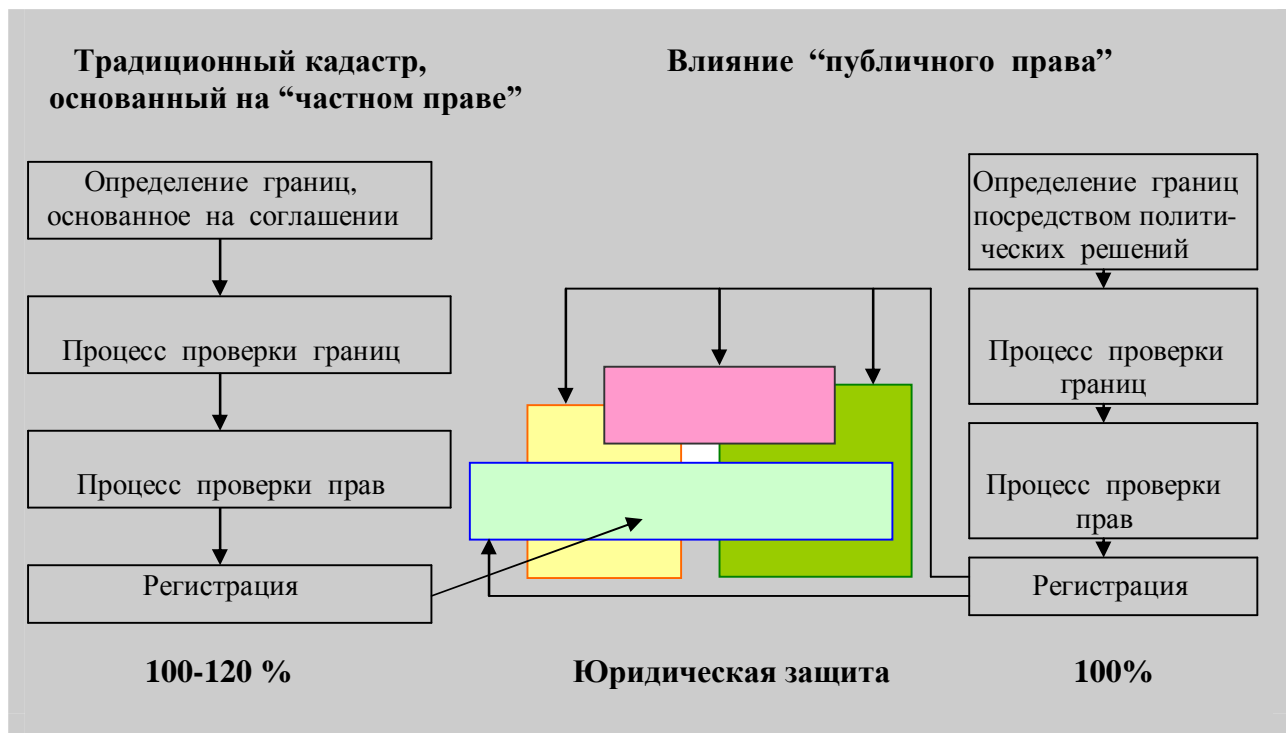 Традиционный кадастр,
основанный на “частном праве”
Влияние “публичного права”
Определение границ,
основанное на соглашении
Процесс проверки границ
Процесс проверки прав
Регистрация
Определение границ
посредством полити-
ческих решений
Процесс проверки
границ
Процесс проверки
прав
Регистрация
100-120 %
Юридическая защита
100%